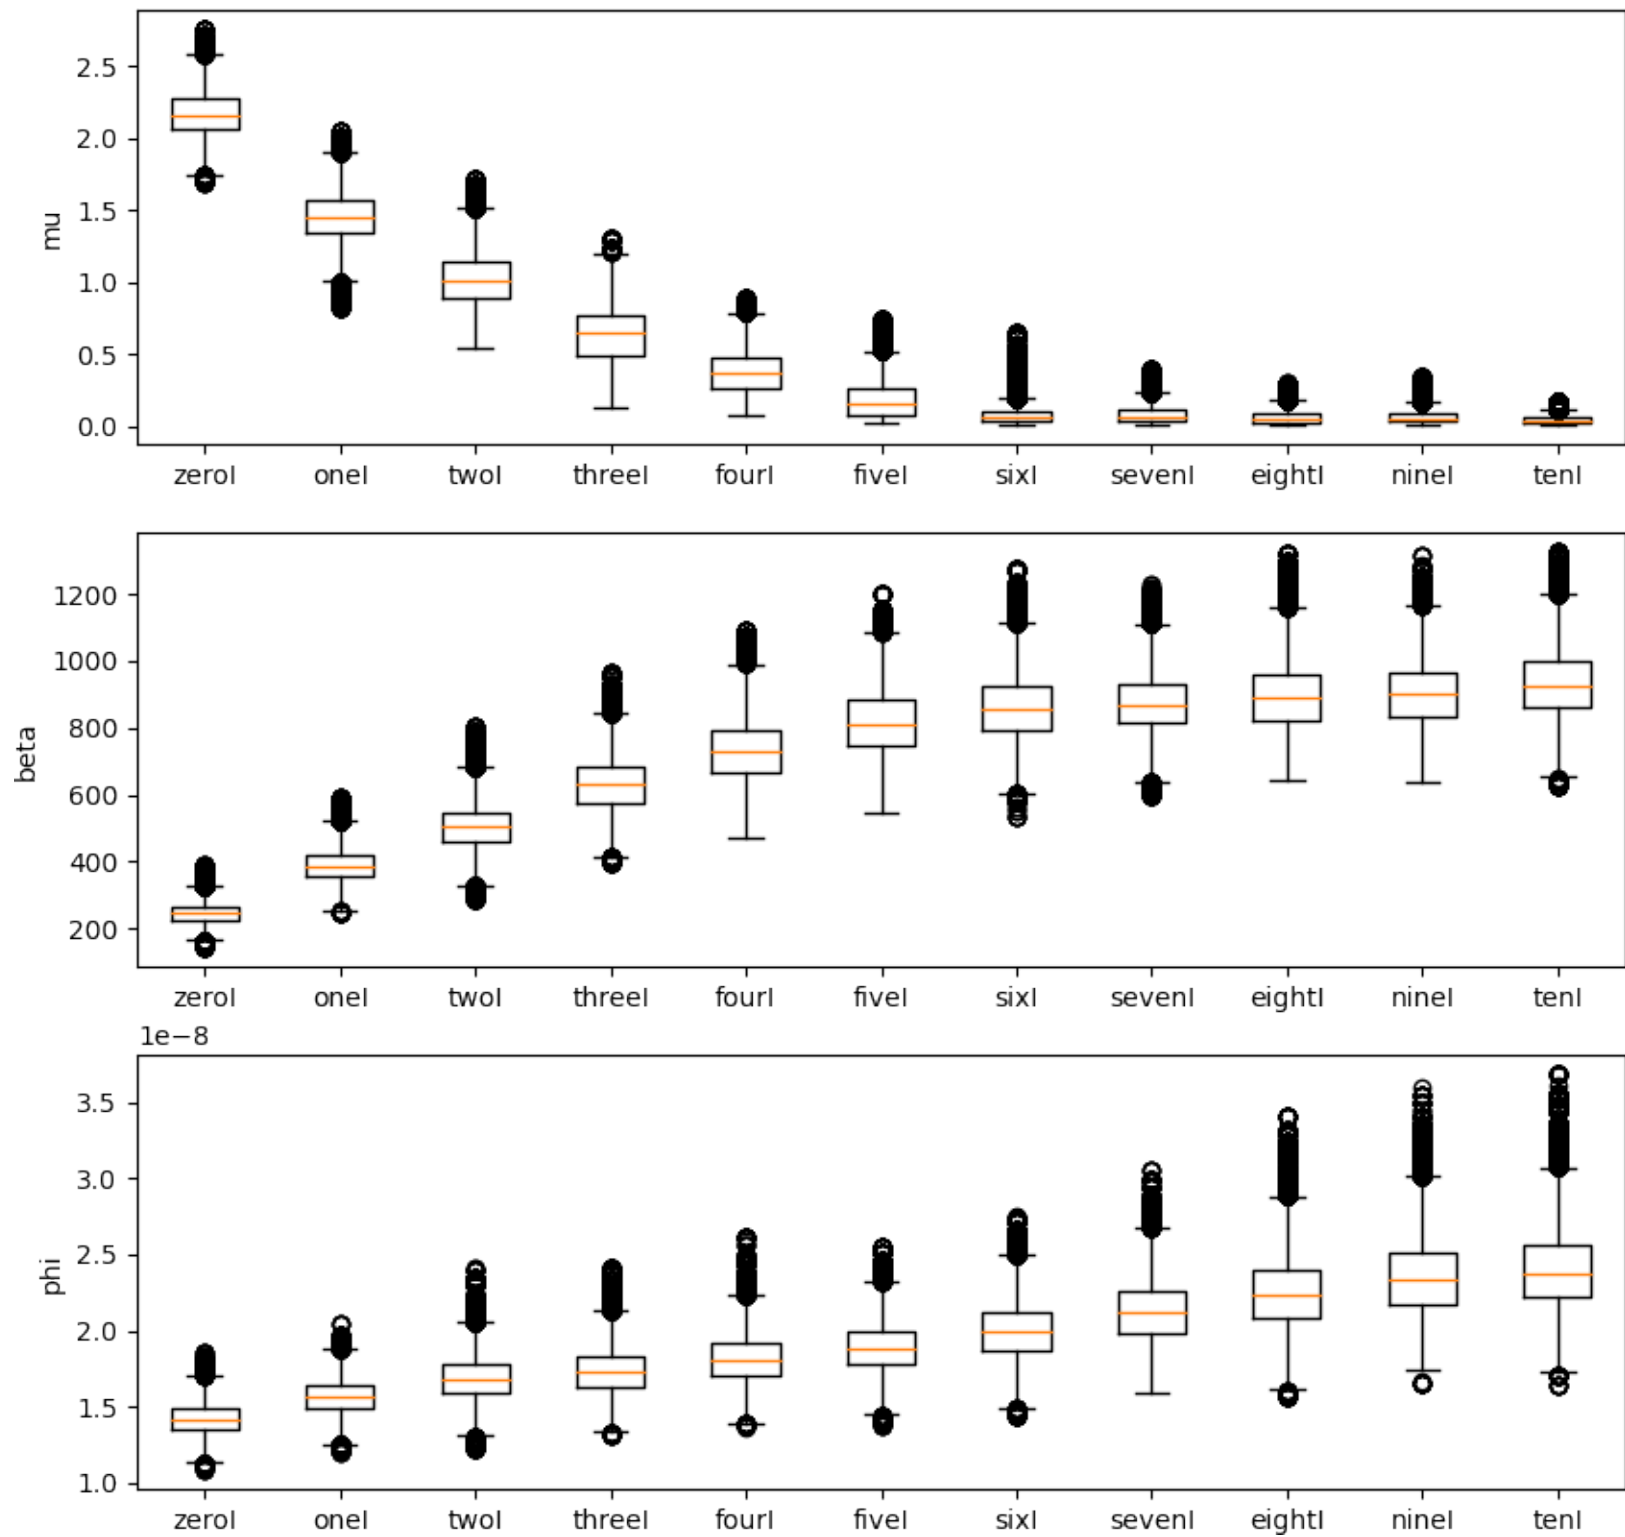 2.5
2.0
1.5
1.0
0.5
0.0
mu
zeroI oneI twoI threeI fourI fiveI sixI sevenI eightI nineI tenI
1200
1000
800
600
400
200
beta
zeroI oneI twoI threeI fourI fiveI sixI sevenI eightI nineI tenI
1e−8
3.5
3.0
2.5
2.0
1.5
1.0
phi
zeroI oneI twoI threeI fourI fiveI sixI sevenI eightI nineI tenI